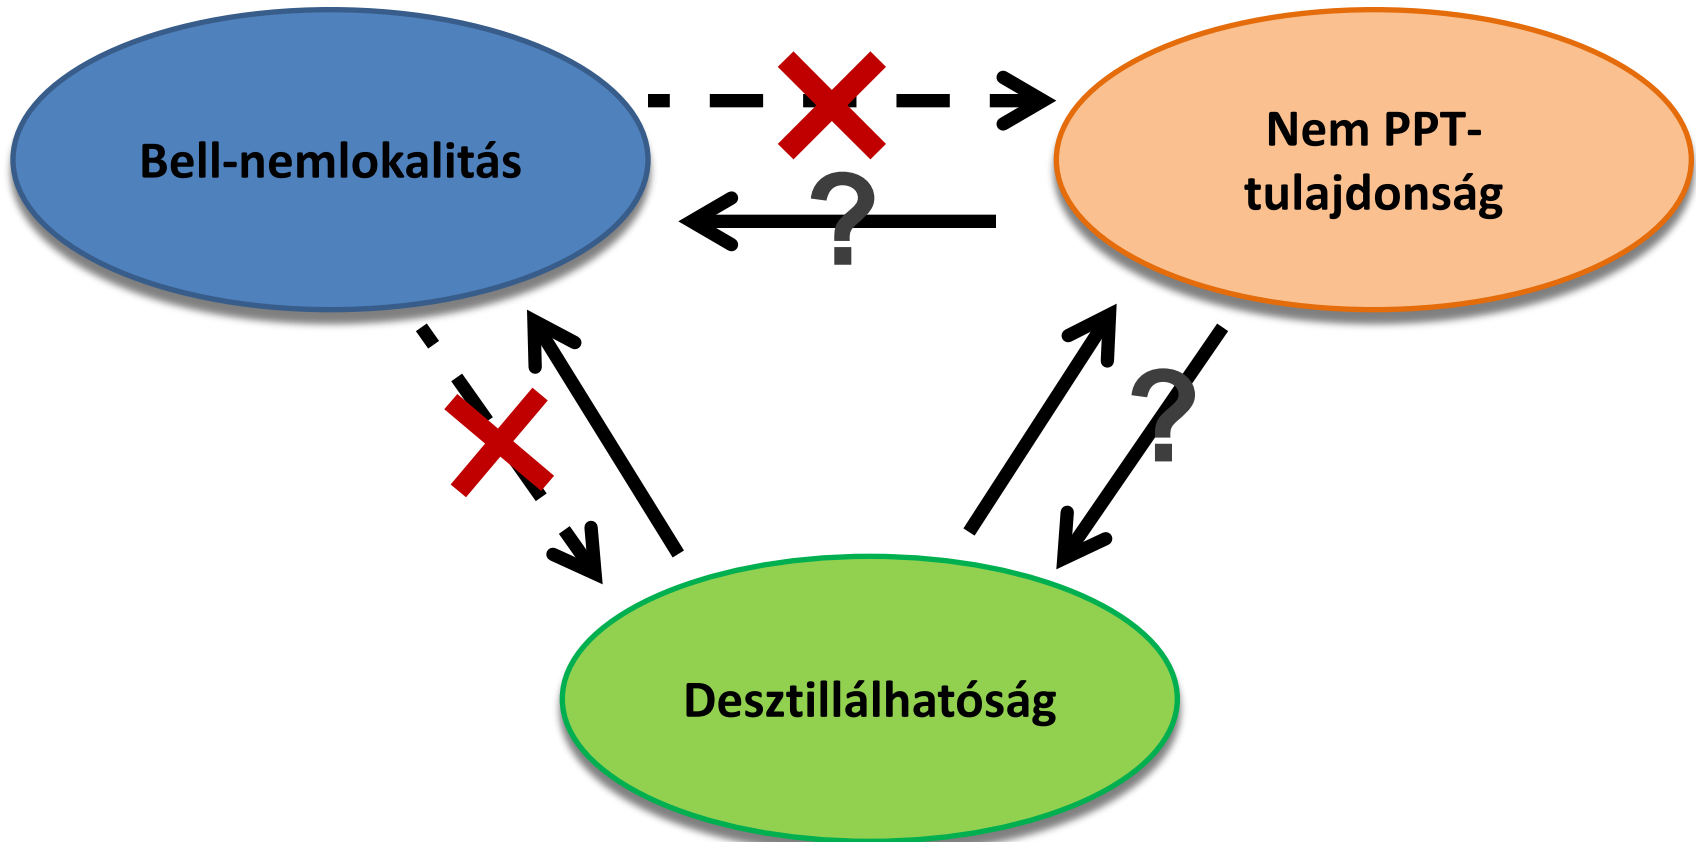 Bell-nemlokalitás
Nem PPT-
tulajdonság
?
?
Desztillálhatóság